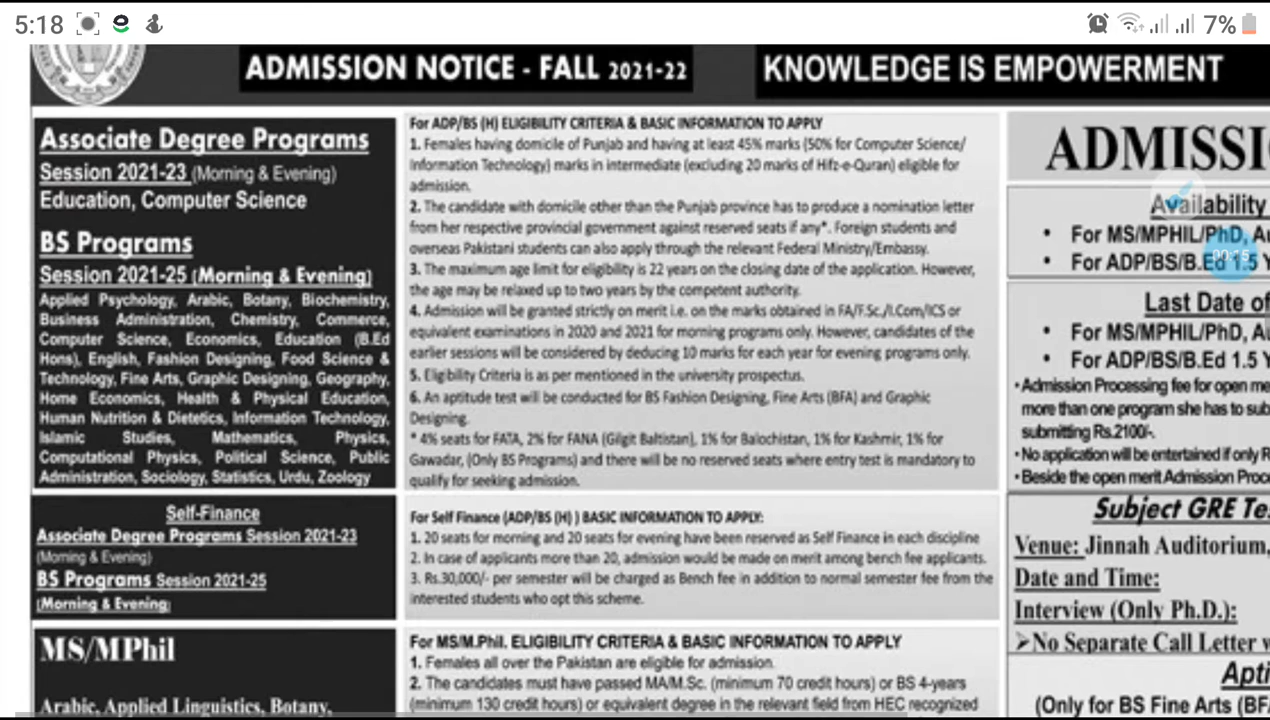 5:18
7%
ADMISSION NOTICE - FALL 2021-22
KNOWLEDGE IS EMPOWERMENT
Associate Degree Programs
Session 2021-23 (Morning & Evening)
Education, Computer Science
BS Programs
Session 2021-25 (Morning & Evening)
Applied Psychology, Arabic, Botany, Biochemistry,
Business Administration, Chemistry, Commerce,
Computer Science, Economics, Education (B.Ed
Hons), English, Fashion Designing, Food Science &
Technology, Fine Arts, Graphic Designing, Geography,
Home Economics, Health & Physical Education,
Human Nutrition & Dietetics, Information Technology,
Islamic Studies, Mathematics, Physics,
Computational Physics, Political Science, Public
Administration, Sociology, Statistics, Urdu, Zoology
Self-Finance
Associate Degree Programs Session 2021-23
(Morning & Evening)
BS Programs Session 2021-25
(Morning & Evening)
MS/MPhil
Arabic, Applied Linguistics, Botany,
For ADP/BS (H) ELIGIBILITY CRITERIA & BASIC INFORMATION TO APPLY
1. Females having domicile of Punjab and having at least 45% marks (50% for Computer Science/
Information Technology) marks in intermediate (excluding 20 marks of Hifz-e-Quran) eligible for
admission.
2. The candidate with domicile other than the Punjab province has to produce a nomination letter
from her respective provincial government against reserved seats if any*. Foreign students and
overseas Pakistani students can also apply through the relevant Federal Ministry/Embassy.
3. The maximum age limit for eligibility is 22 years on the closing date of the application. However,
the age may be relaxed up to two years by the competent authority.
4. Admission will be granted strictly on merit i.e. on the marks obtained in FA/F.Sc./I.Com/ICS or
equivalent examinations in 2020 and 2021 for morning programs only. However, candidates of the
earlier sessions will be considered by deducing 10 marks for each year for evening programs only.
5. Eligibility Criteria is as per mentioned in the university prospectus.
6. An aptitude test will be conducted for BS Fashion Designing, Fine Arts (BFA) and Graphic
Designing.
* 4% seats for FATA, 2% for FANA (Gilgit Baltistan), 1% for Balochistan, 1% for Kashmir, 1% for
Gawadar, (Only BS Programs) and there will be no reserved seats where entry test is mandatory to
qualify for seeking admission.
For Self Finance (ADP/BS (H) ) BASIC INFORMATION TO APPLY:
1. 20 seats for morning and 20 seats for evening have been reserved as Self Finance in each discipline
2. In case of applicants more than 20, admission would be made on merit among bench fee applicants.
3. Rs.30,000/- per semester will be charged as Bench fee in addition to normal semester fee from the
interested students who opt this scheme.
For MS/M.Phil. ELIGIBILITY CRITERIA & BASIC INFORMATION TO APPLY
1. Females all over the Pakistan are eligible for admission.
2. The candidates must have passed MA/M.Sc. (minimum 70 credit hours) or BS 4-years
(minimum 130 credit hours) or equivalent degree in the relevant field from HEC recognized
ADMISSI
Availability
• For MS/MPHIL/PhD, Au
• For ADP/BS/B.Ed 1.5 Y
Last Date of
• For MS/MPHIL/PhD, Au
• For ADP/BS/B.Ed 1.5 Y
• Admission Processing fee for open me
more than one program she has to sub
submitting Rs.2100/-.
• No application will be entertained if only R
• Beside the open merit Admission Proce
Subject GRE Te
Venue: Jinnah Auditorium,
Date and Time:
Interview (Only Ph.D.):
➢No Separate Call Letter w
Apti
(Only for BS Fine Arts (BF